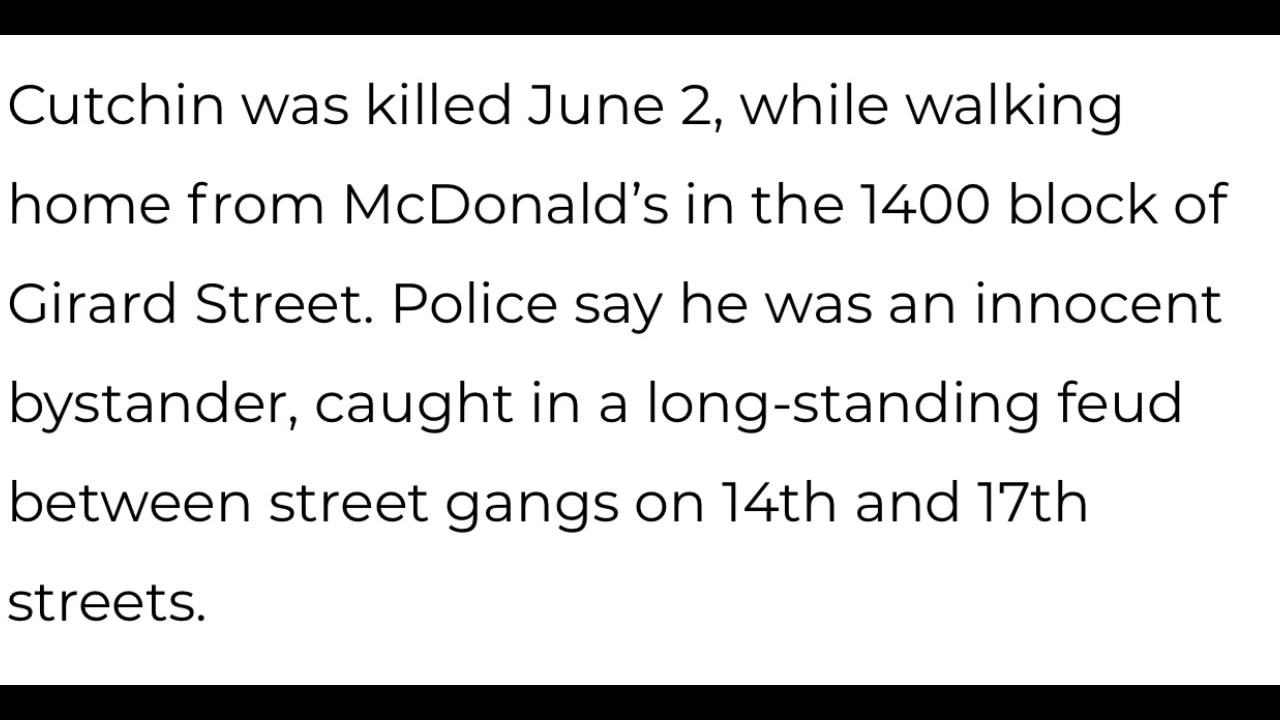 Cutchin was killed June 2, while walking
home from McDonald’s in the 1400 block of
Girard Street. Police say he was an innocent
bystander, caught in a long-standing feud
between street gangs on 14th and 17th
streets.